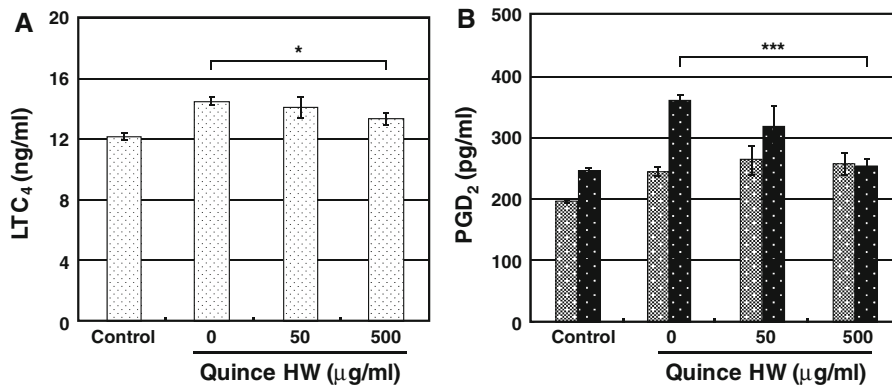 A
LTC4 (ng/ml)
20
16
12
8
4
0
*
Control
0
50
500
Quince HW (μg/ml)
B
PGD2 (pg/ml)
500
400
300
200
100
0
***
Control
0
50
500
Quince HW (μg/ml)